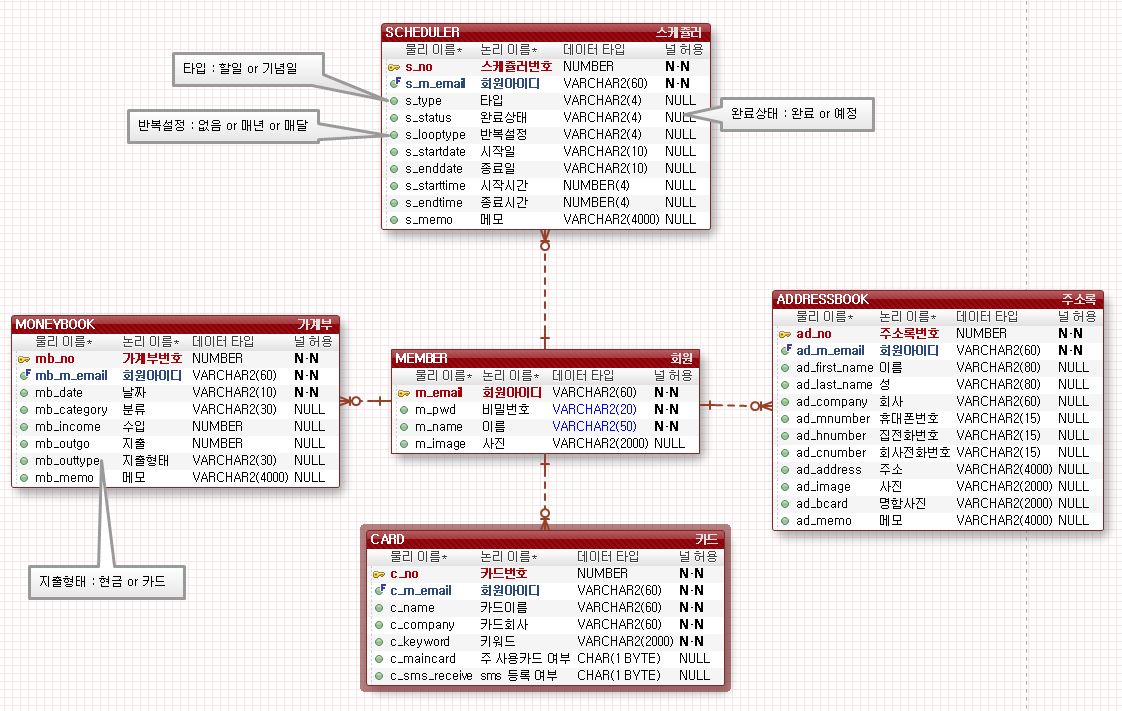 SCHEDULER 스케쥴러
물리 이름* 논리 이름* 데이터 타입 널 허용
s_no 스케쥴러번호 NUMBER N-N
s_m_email 회원아이디 VARCHAR2(60) N-N
s_type 타입 VARCHAR2(4) NULL
s_status 완료상태 VARCHAR2(4) NULL
s_looptype 반복설정 VARCHAR2(4) NULL
s_startdate 시작일 VARCHAR2(10) NULL
s_enddate 종료일 VARCHAR2(10) NULL
s_starttime 시작시간 NUMBER(4) NULL
s_endtime 종료시간 NUMBER(4) NULL
s_memo 메모 VARCHAR2(4000) NULL
타입 : 할일 or 기념일
반복설정 : 없음 or 매년 or 매달
완료상태 : 완료 or 예정
MONEYBOOK 가계부
물리 이름* 논리 이름* 데이터 타입 널 허용
mb_no 가계부번호 NUMBER N-N
mb_m_email 회원아이디 VARCHAR2(60) N-N
mb_date 날짜 VARCHAR2(10) N-N
mb_category 분류 VARCHAR2(30) NULL
mb_income 수입 NUMBER NULL
mb_outgo 지출 NUMBER NULL
mb_outtype 지출형태 VARCHAR2(30) NULL
mb_memo 메모 VARCHAR2(4000) NULL
지출형태 : 현금 or 카드
MEMBER 회원
물리 이름* 논리 이름* 데이터 타입 널 허용
m_email 회원아이디 VARCHAR2(60) N-N
m_pwd 비밀번호 VARCHAR2(20) N-N
m_name 이름 VARCHAR2(50) N-N
m_image 사진 VARCHAR2(2000) NULL
ADDRESSBOOK 주소록
물리 이름* 논리 이름* 데이터 타입 널 허용
ad_no 주소록번호 NUMBER N-N
ad_m_email 회원아이디 VARCHAR2(60) N-N
ad_first_name 이름 VARCHAR2(80) NULL
ad_last_name 성 VARCHAR2(80) NULL
ad_company 회사 VARCHAR2(60) NULL
ad_mnumber 휴대폰번호 VARCHAR2(15) NULL
ad_hnumber 집전화번호 VARCHAR2(15) NULL
ad_cnumber 회사전화번호 VARCHAR2(15) NULL
ad_address 주소 VARCHAR2(4000) NULL
ad_image 사진 VARCHAR2(2000) NULL
ad_bcard 명함사진 VARCHAR2(2000) NULL
ad_memo 메모 VARCHAR2(4000) NULL
CARD 카드
물리 이름* 논리 이름* 데이터 타입 널 허용
c_no 카드번호 NUMBER N-N
c_m_email 회원아이디 VARCHAR2(60) N-N
c_name 카드이름 VARCHAR2(60) N-N
c_company 카드회사 VARCHAR2(60) N-N
c_keyword 키워드 VARCHAR2(2000) N-N
c_maincard 주 사용카드 여부 CHAR(1 BYTE) NULL
c_sms_receive sms 등록 여부 CHAR(1 BYTE) NULL